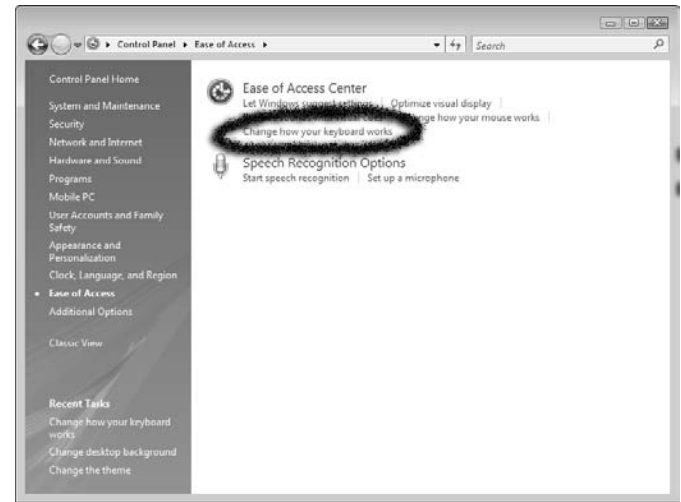 Control Panel ▸ Ease of Access ▸
Search
Control Panel Home
System and Maintenance
Security
Network and Internet
Hardware and Sound
Programs
Mobile PC
User Accounts and Family
Safety
Appearance and
Personalization
Clock, Language, and Region
Ease of Access
Additional Options
Classic View
Recent Tasks
Change how your keyboard
works
Change desktop background
Change the theme
Ease of Access Center
Let Windows suggest settings Optimize visual display
your mouse works
Change how your keyboard works
Speech Recognition Options
Start speech recognition Set up a microphone